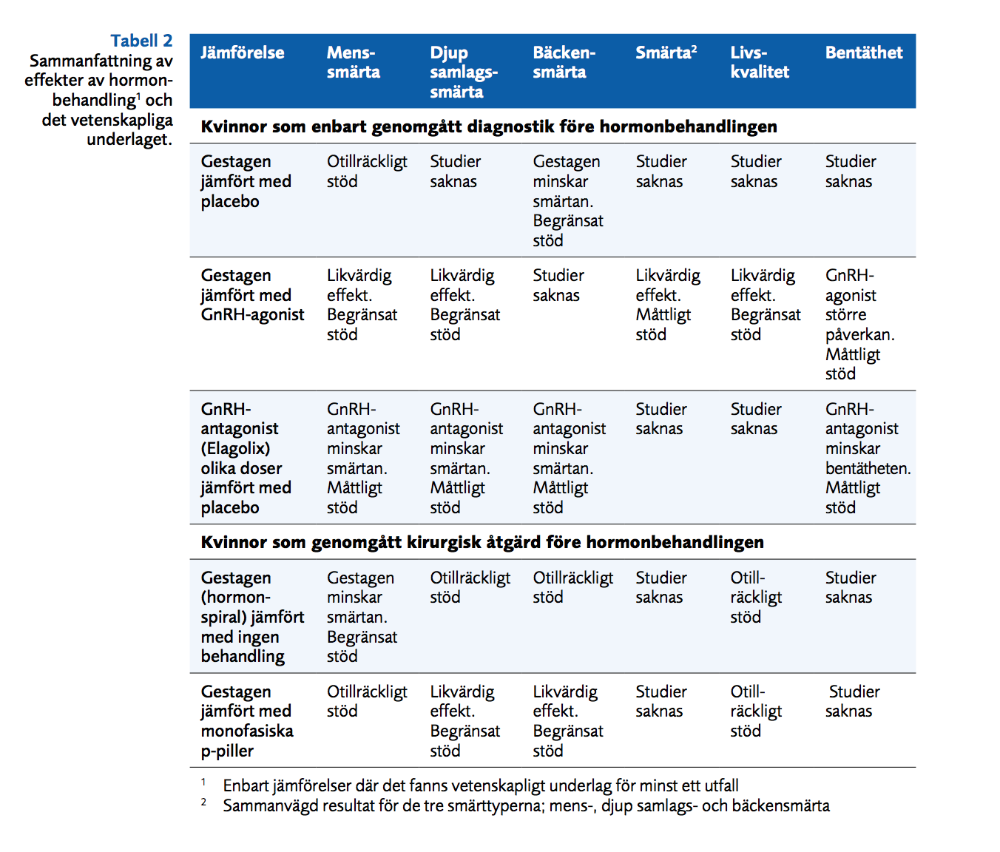 Tabell 2
Sammanfattning av
effekter av hormon-
behandling1 och
det vetenskapliga
underlaget.
Jämförelse
Mens-
smärta
Djup
samlags-
smärta
Bäcken-
smärta
Smärta2
Livs-
kvalitet
Bentäthet
Kvinnor som enbart genomgått diagnostik före hormonbehandlingen
Gestagen
jämfört med
placebo
Otillräckligt
stöd
Studier
saknas
Gestagen
minskar
smärtan.
Begränsat
stöd
Studier
saknas
Studier
saknas
Studier
saknas
Gestagen
jämfört med
GnRH-agonist
Likvärdig
effekt.
Begränsat
stöd
Likvärdig
effekt.
Begränsat
stöd
Studier
saknas
Likvärdig
effekt.
Måttligt
stöd
Likvärdig
effekt.
Begränsat
stöd
GnRH-
agonist
större
påverkan.
Måttligt
stöd
GnRH-
antagonist
(Elagolix)
olika doser
jämfört med
placebo
GnRH-
antagonist
minskar
smärtan.
Måttligt
stöd
GnRH-
antagonist
minskar
smärtan.
Måttligt
stöd
GnRH-
antagonist
minskar
smärtan.
Måttligt
stöd
Studier
saknas
Studier
saknas
GnRH-
antagonist
minskar
bentätheten.
Måttligt
stöd
Kvinnor som genomgått kirurgisk åtgärd före hormonbehandlingen
Gestagen
(hormon-
spiral) jämfört
med ingen
behandling
Gestagen
minskar
smärtan.
Begränsat
stöd
Otillräckligt
stöd
Otillräckligt
stöd
Studier
saknas
Otill-
räckligt
stöd
Studier
saknas
Gestagen
jämfört med
monofasiska
p-piller
Otillräckligt
stöd
Likvärdig
effekt.
Begränsat
stöd
Likvärdig
effekt.
Begränsat
stöd
Studier
saknas
Otill-
räckligt
stöd
Studier
saknas
1 Enbart jämförelser där det fanns vetenskapligt underlag för minst ett utfall
2 Sammanvägd resultat för de tre smärttyperna; mens-, djup samlags- och bäckensmärta